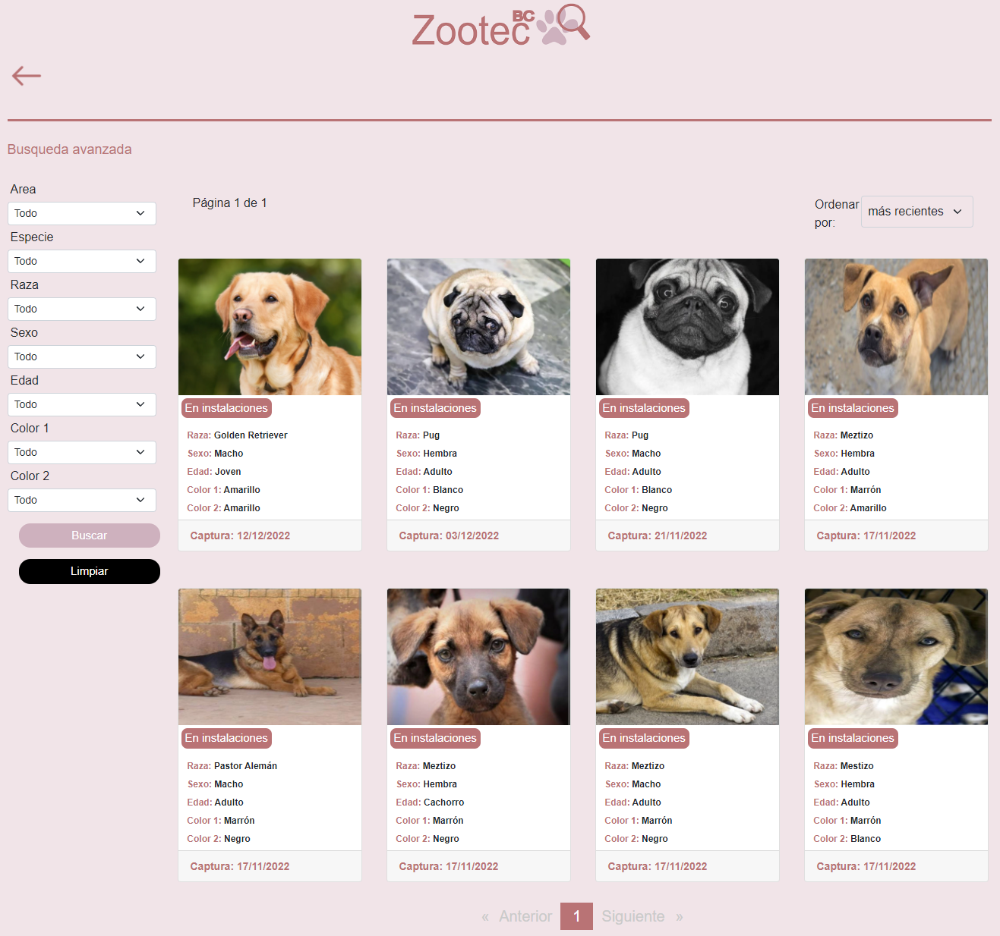 Zootec BC
Busqueda avanzada
Area
Todo
Especie
Todo
Raza
Todo
Sexo
Todo
Edad
Todo
Color 1
Todo
Color 2
Todo
Buscar
Limpiar
Página 1 de 1
Ordenar
por:
más recientes
En instalaciones
Raza: Golden Retriever
Sexo: Macho
Edad: Joven
Color 1: Amarillo
Color 2: Amarillo
Captura: 12/12/2022
En instalaciones
Raza: Pug
Sexo: Hembra
Edad: Adulto
Color 1: Blanco
Color 2: Negro
Captura: 03/12/2022
En instalaciones
Raza: Pug
Sexo: Macho
Edad: Adulto
Color 1: Blanco
Color 2: Negro
Captura: 21/11/2022
En instalaciones
Raza: Meztizo
Sexo: Hembra
Edad: Adulto
Color 1: Marrón
Color 2: Amarillo
Captura: 17/11/2022
En instalaciones
Raza: Pastor Alemán
Sexo: Macho
Edad: Adulto
Color 1: Marrón
Color 2: Negro
Captura: 17/11/2022
En instalaciones
Raza: Meztizo
Sexo: Hembra
Edad: Cachorro
Color 1: Marrón
Color 2: Negro
Captura: 17/11/2022
En instalaciones
Raza: Meztizo
Sexo: Macho
Edad: Adulto
Color 1: Marrón
Color 2: Negro
Captura: 17/11/2022
En instalaciones
Raza: Mestizo
Sexo: Hembra
Edad: Adulto
Color 1: Marrón
Color 2: Blanco
Captura: 17/11/2022
« Anterior 1 Siguiente »